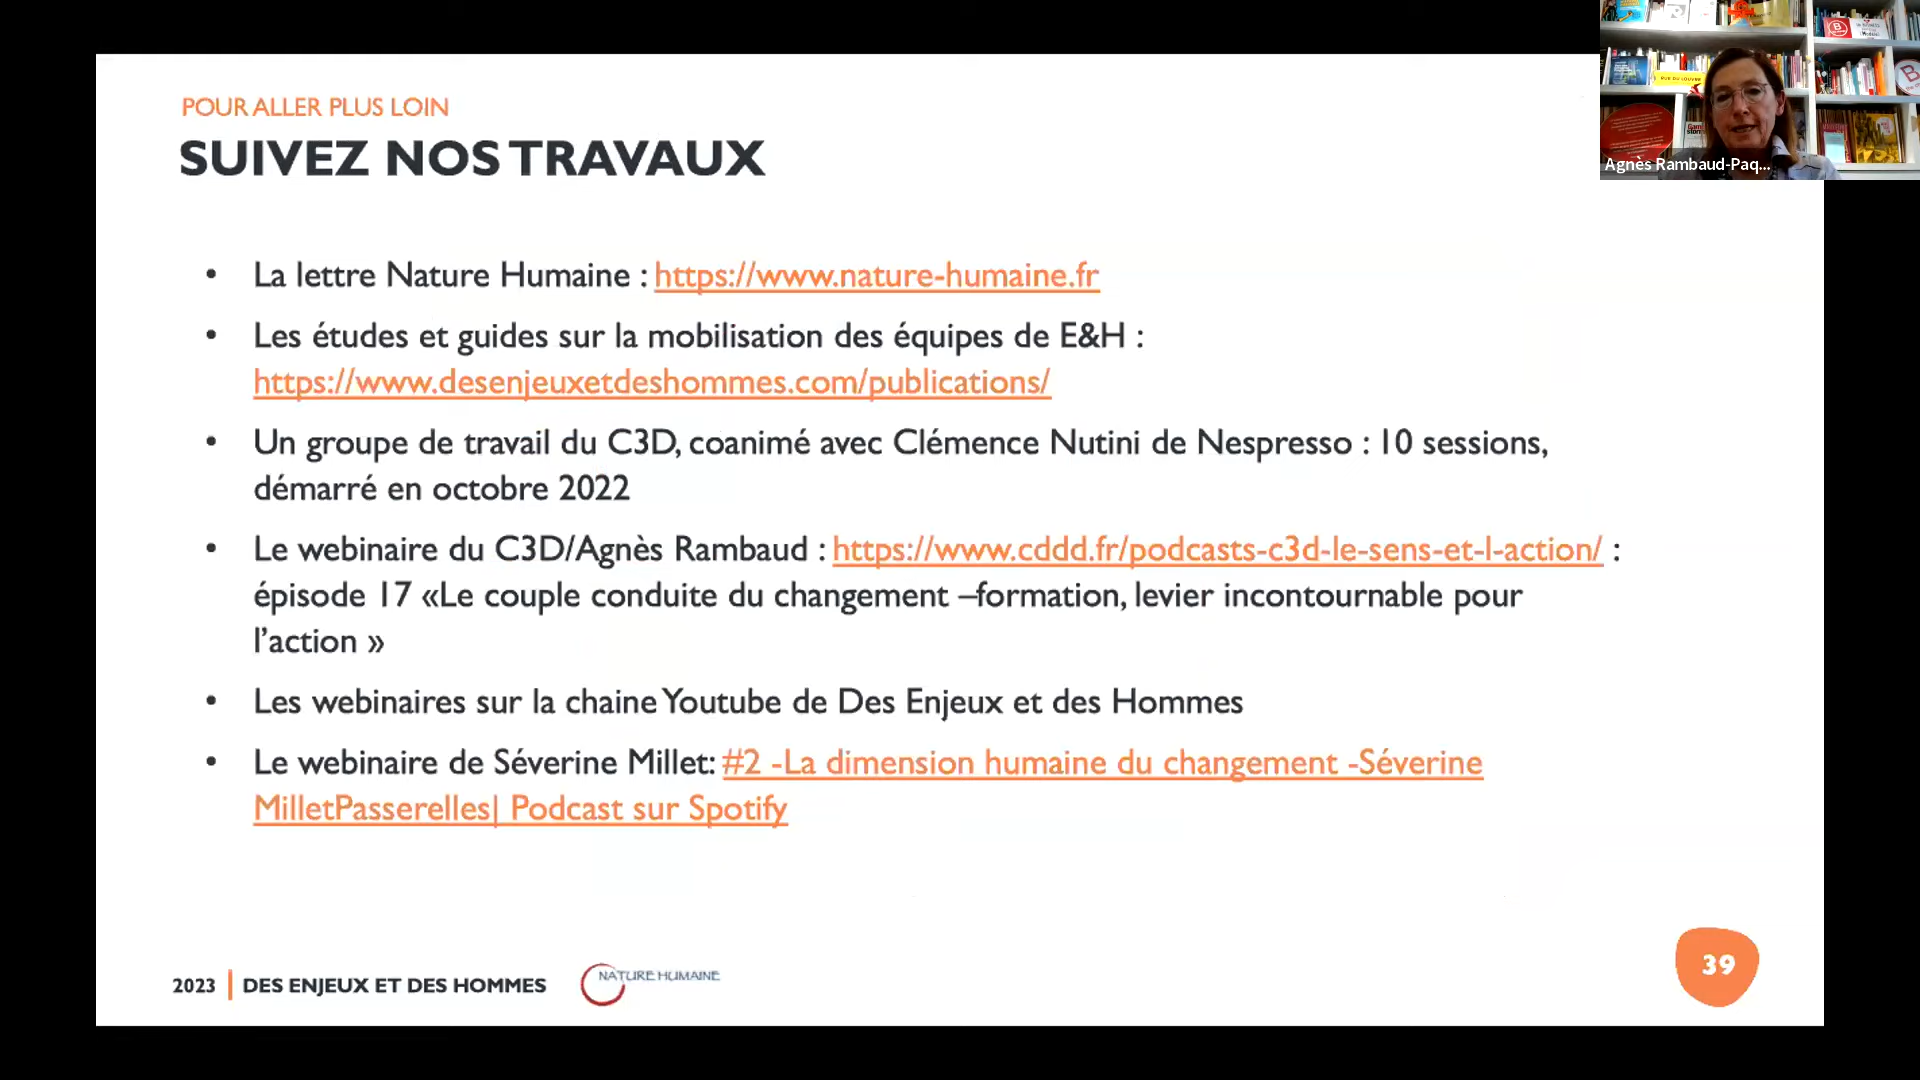 POUR ALLER PLUS LOIN
SUIVEZ NOS TRAVAUX
• La lettre Nature Humaine : https://www.nature-humaine.fr
• Les études et guides sur la mobilisation des équipes de E&H :
https://www.desenjeuxetdeshommes.com/publications/
• Un groupe de travail du C3D, coanimé avec Clémence Nutini de Nespresso : 10 sessions,
démarré en octobre 2022
• Le webinaire du C3D/Agnès Rambaud : https://www.cddd.fr/podcasts-c3d-le-sens-et-l-action/ :
épisode 17 «Le couple conduite du changement –formation, levier incontournable pour
l’action »
• Les webinaires sur la chaine Youtube de Des Enjeux et des Hommes
• Le webinaire de Séverine Millet: #2 -La dimension humaine du changement -Séverine
MilletPasserelles| Podcast sur Spotify
2023 | DES ENJEUX ET DES HOMMES
NATURE HUMAINE
39
RUE DU LOUVRE
Agnès Rambaud-Paq...